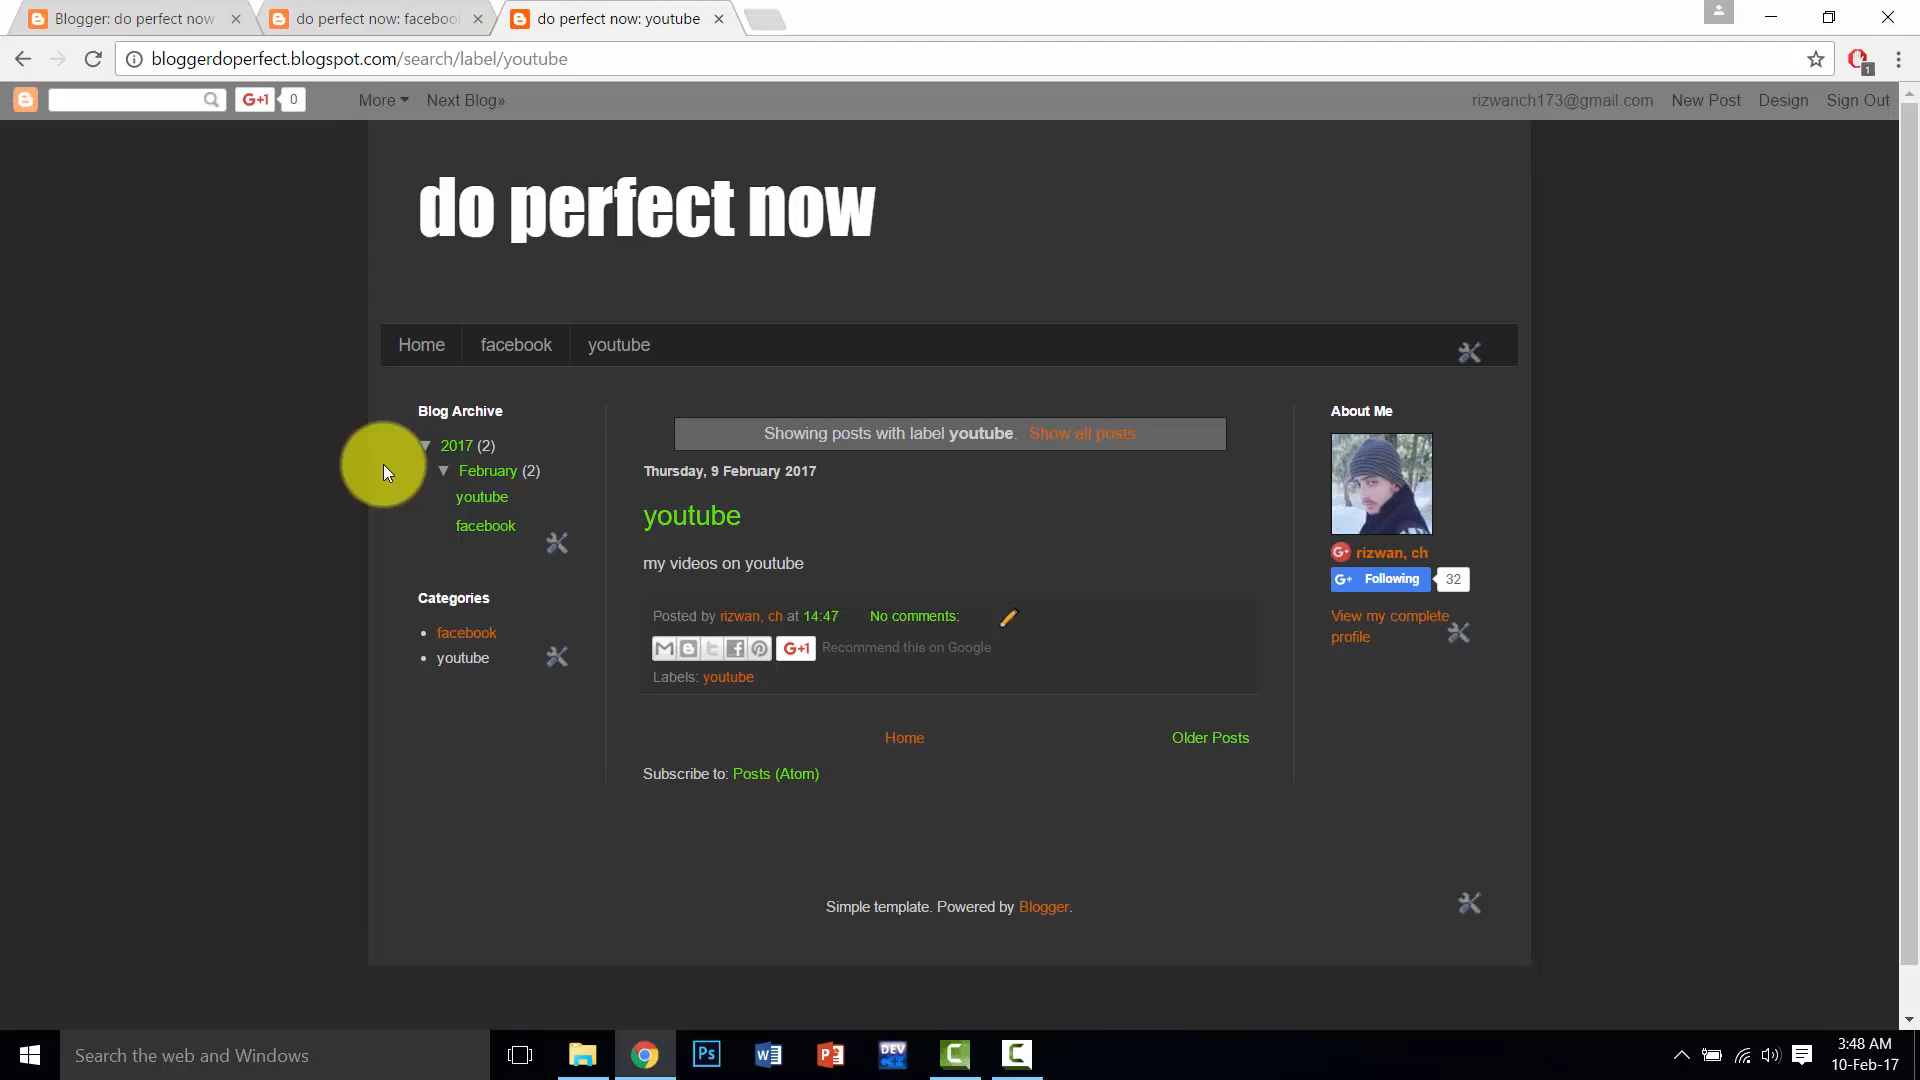 Blogger: do perfect now
do perfect now: faceboo
do perfect now: youtube
bloggerdoperfect.blogspot.com/search/label/youtube
1
G+1 0 More Next Blog» rizwanch173@gmail.com New Post Design Sign Out
do perfect now
Home facebook youtube
Blog Archive
2017 (2)
February (2)
youtube
facebook
Categories
facebook
youtube
Showing posts with label youtube. Show all posts
Thursday, 9 February 2017
youtube
my videos on youtube
Posted by rizwan, ch at 14:47 No comments:
G+1 Recommend this on Google
Labels: youtube
Home Older Posts
Subscribe to: Posts (Atom)
About Me
G+ rizwan, ch
G+ Following 32
View my complete
profile
Simple template. Powered by Blogger.
Search the web and Windows
Ps
DEV
3:48 AM
10-Feb-17